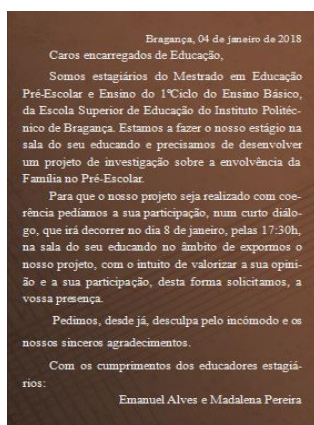 Bragança, 04 de janeiro de 2018
Caros encarregados de Educação,
Somos estagiários do Mestrado em Educação
Pré-Escolar e Ensino do 1ºCiclo do Ensino Básico,
da Escola Superior de Educação do Instituto Politéc-
nico de Bragança. Estamos a fazer o nosso estágio na
sala do seu educando e precisamos de desenvolver
um projeto de investigação sobre a envolvência da
Família no Pré-Escolar.
Para que o nosso projeto seja realizado com coe-
rência pedíamos a sua participação, num curto diálo-
go, que irá decorrer no dia 8 de janeiro, pelas 17:30h,
na sala do seu educando no âmbito de expormos o
nosso projeto, com o intuito de valorizar a sua opini-
ão e a sua participação, desta forma solicitamos, a
vossa presença.
Pedimos, desde já, desculpa pelo incómodo e os
nossos sinceros agradecimentos.
Com os cumprimentos dos educadores estagiá-
rios:
Emanuel Alves e Madalena Pereira